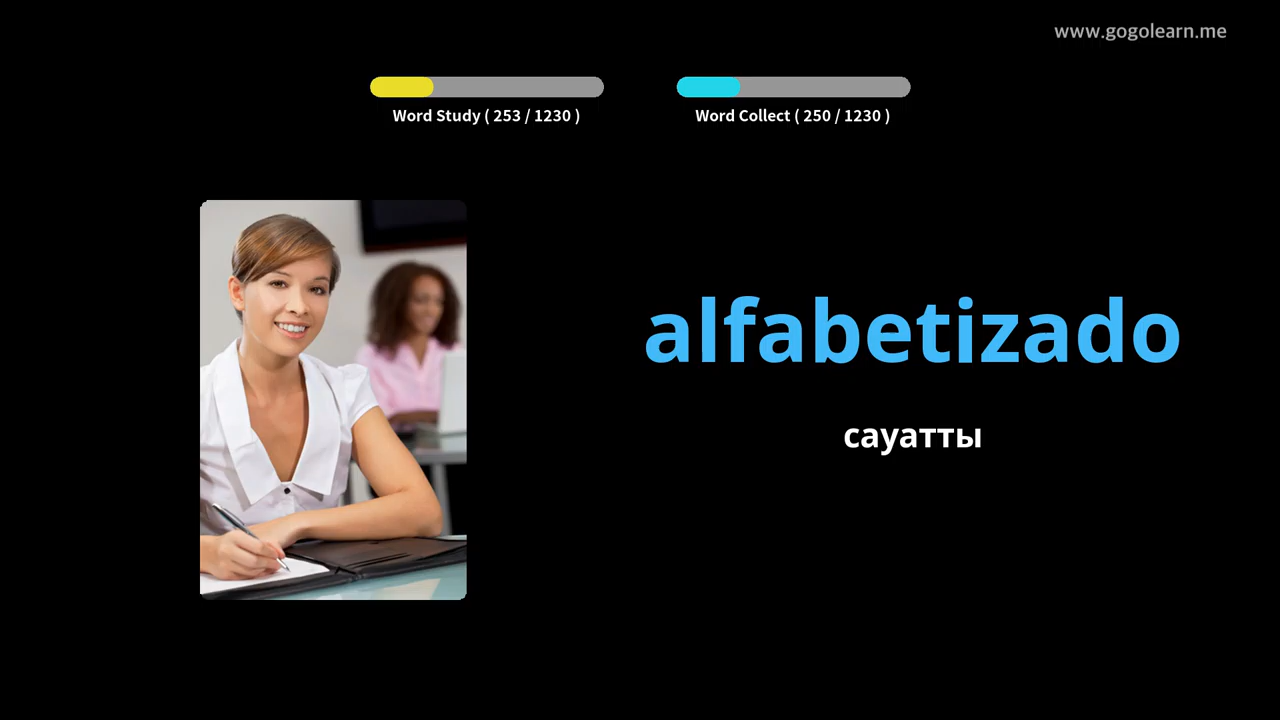 www.gogolearn.me
Word Study ( 253 / 1230 )
Word Collect ( 250 / 1230 )
alfabetizado
сауатты